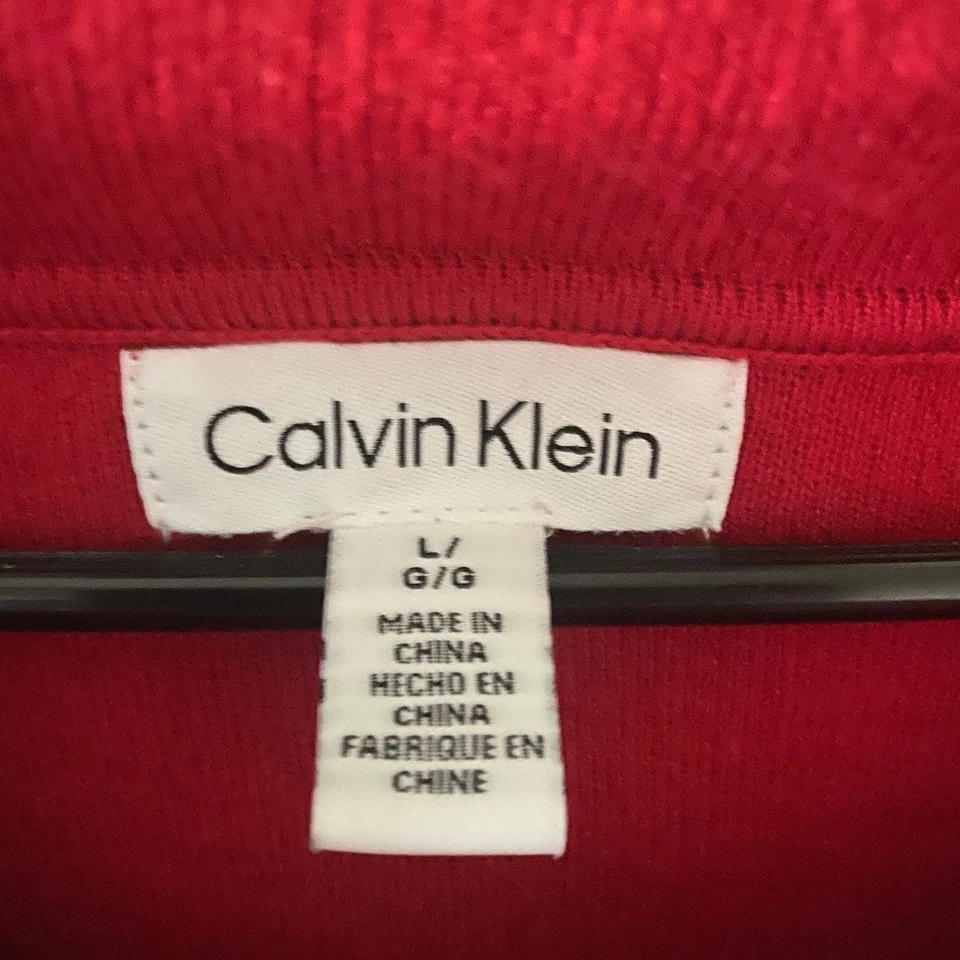 Calvin Klein
L/
G/G
MADE IN
CHINA
HECHO EN
CHINA
FABRIQUE EN
CHINE